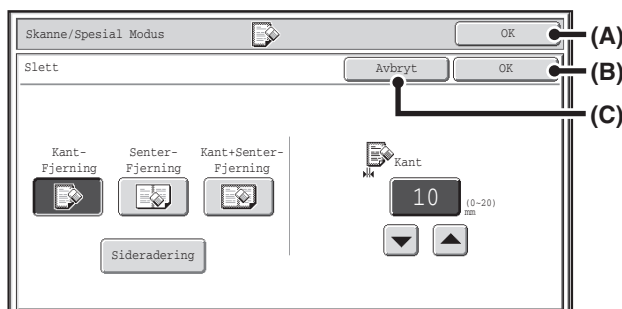 Skanne/Spesial Modus
OK
(A)
Slett
Avbryt
OK
(B)
(C)
Kant-
Fjerning
Senter-
Fjerning
Kant+Senter-
Fjerning
Kant
10
(0~20)
mm
Sideradering